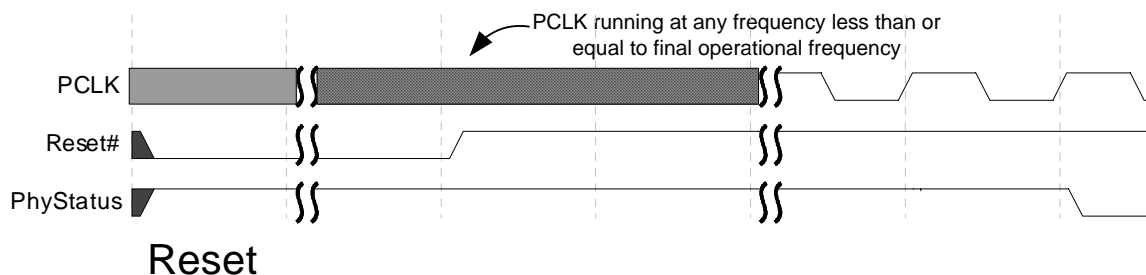 PCLK running at any frequency less than or
equal to final operational frequency
PCLK
Reset#
PhyStatus
Reset